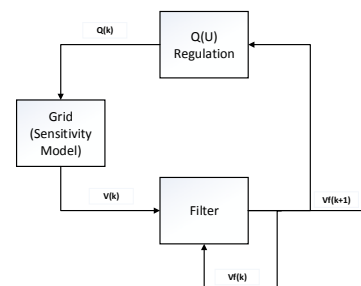 Q(k)
Q(U)
Regulation
Grid
(Sensitivity
Model)
V(k)
Filter
Vf(k+1)
Vf(k)